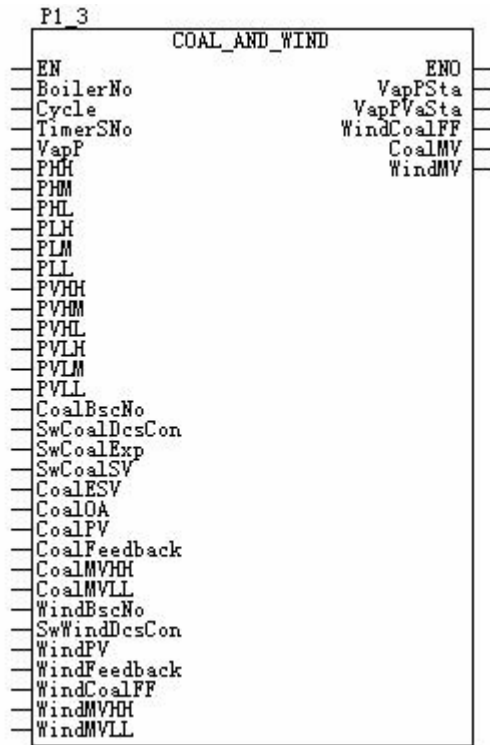 P1_3
COAL_AND_WIND
EN ENO
BoilerNo VapPSta
Cycle VapPVaSta
TimerSNo WindCoalFF
VapP CoalMV
PHH WindMV
PHM
PHL
PLH
PLM
PLL
PVHH
PVHM
PVHL
PVLH
PVLM
PVLL
CoalBscNo
SwCoalDcsCon
SwCoalExp
SwCoalSV
CoalESV
CoalOA
CoalPV
CoalFeedback
CoalMVHH
CoalMVLL
WindBscNo
SwWindDcsCon
WindPV
WindFeedback
WindCoalFF
WindMVHH
WindMVLL